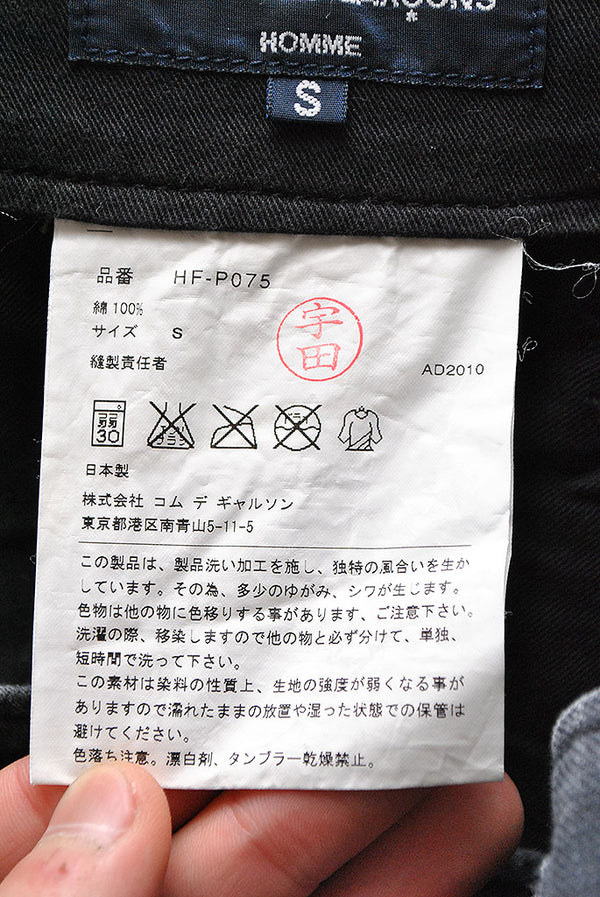 GARÇONS
HOMME
S
品番 HF-P075
綿 100%
サイズ S
縫製責任者
宇田
AD2010
弱
30
エンソ
サラシ
ドライ
日本製
株式会社 コム デ ギャルソン
東京都港区南青山5-11-5
この製品は、製品洗い加工を施し、独特の風合いを生か
しています。その為、多少のゆがみ、シワが生じます。
色物は他の物に色移りする事があります、ご注意下さい。
洗濯の際、移染しますので他の物と必ず分けて、単独、
短時間で洗って下さい。
この素材は染料の性質上、生地の強度が弱くなる事が
ありますので濡れたままの放置や湿った状態での保管は
避けてください。
色落ち注意。漂白剤、タンブラー乾燥禁止。